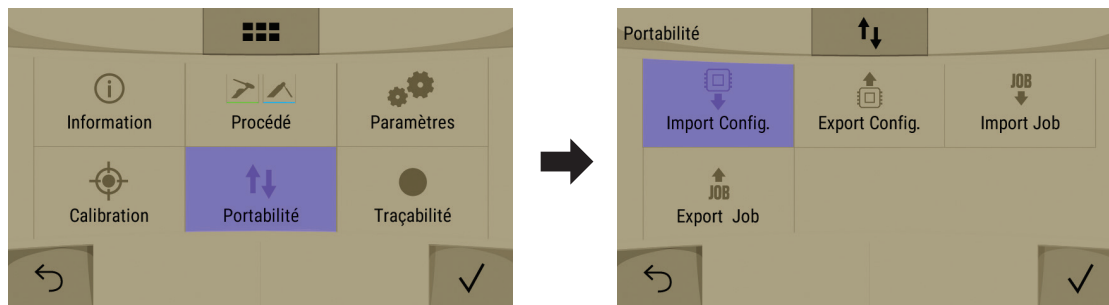 Information
Procédé
Paramètres
Calibration
Portabilité
Traçabilité
Portabilité
Import Config.
Export Config.
JOB
Import Job
JOB
Export Job